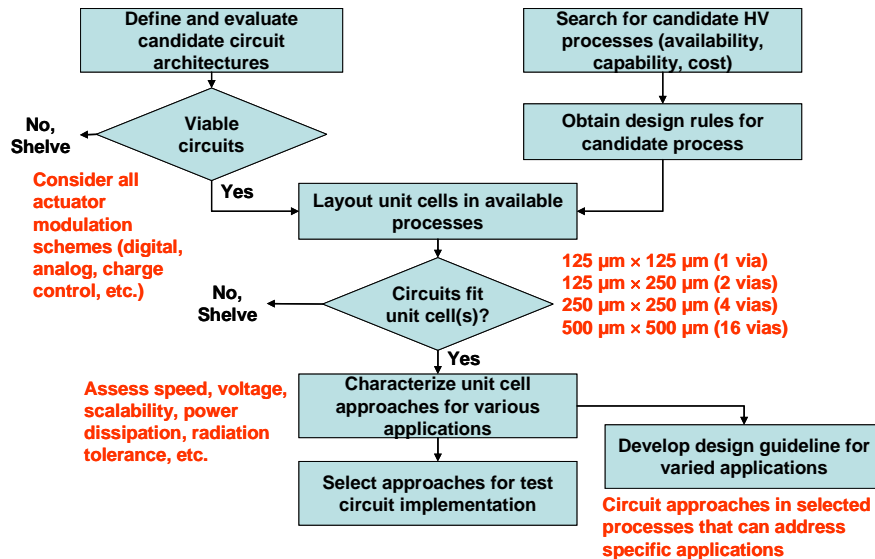 Define and evaluate
candidate circuit
architectures
Search for candidate HV
processes (availability,
capability, cost)
No,
Shelve
Viable
circuits
Obtain design rules for
candidate process
Consider all
actuator
modulation
schemes (digital,
analog, charge
control, etc.)
Yes
Layout unit cells in available
processes
125 µm × 125 µm (1 via)
125 µm × 250 µm (2 vias)
250 µm × 250 µm (4 vias)
500 µm × 500 µm (16 vias)
No,
Shelve
Circuits fit
unit cell(s)?
Yes
Assess speed, voltage,
scalability, power
dissipation, radiation
tolerance, etc.
Characterize unit cell
approaches for various
applications
Develop design guideline for
varied applications
Select approaches for test
circuit implementation
Circuit approaches in selected
processes that can address
specific applications